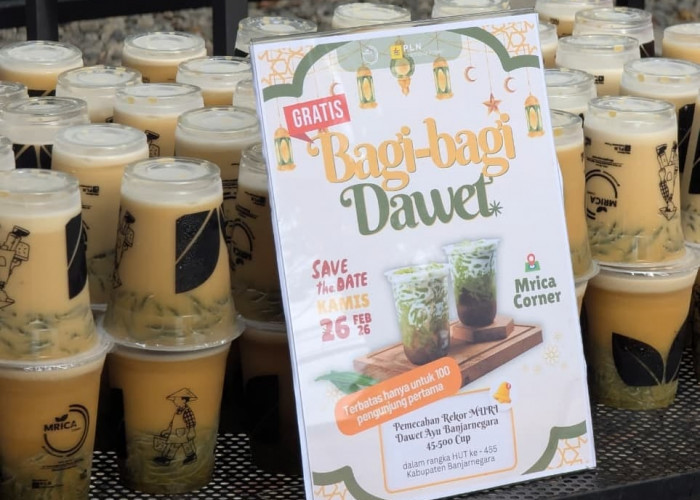 PLN
GRATIS
Bagi-bagi
Dawet
SAVE
the DATE
KAMIS
26 FEB
26
Mrica
Corner
Terbatas hanya untuk 100
pengunjung pertama
Pemecahan Rekor MURI
Dawet Ayu Banjarnegara
45.500 Cup
dalam rangka HUT ke - 455
Kabupaten Banjarnegara
MRICA
MRICA